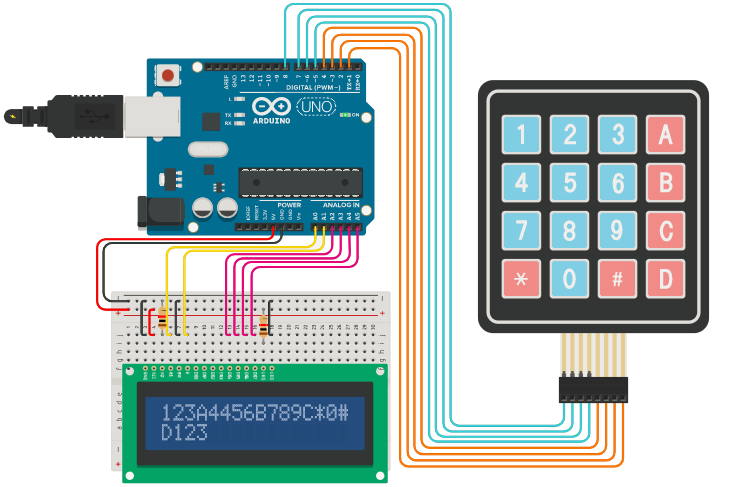 AREF
GND
13
12
~11
~10
~9
8
7
~6
~5
4
~3
2
TX→1
RX←0
DIGITAL (PWM~)
L
TX
RX
ARDUINO
UNO
ON
POWER
ANALOG IN
IOREF
RESET
3.3V
5V
GND
GND
Vin
A0
A1
A2
A3
A4
A5
1 2 3 A
4 5 6 B
7 8 9 C
* 0 # D
123A4456B789C*0#
D123